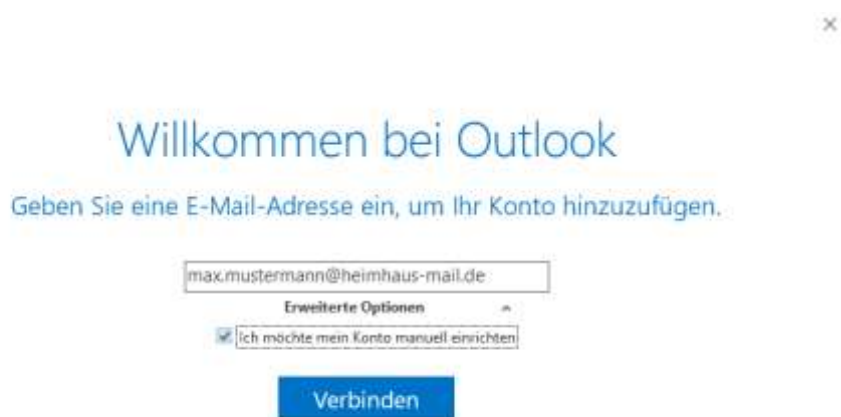 Willkommen bei Outlook
Geben Sie eine E-Mail-Adresse ein, um Ihr Konto hinzuzufügen.
max.mustermann@heimhaus-mail.de
Erweiterte Optionen
Ich möchte mein Konto manuell einrichten
Verbinden